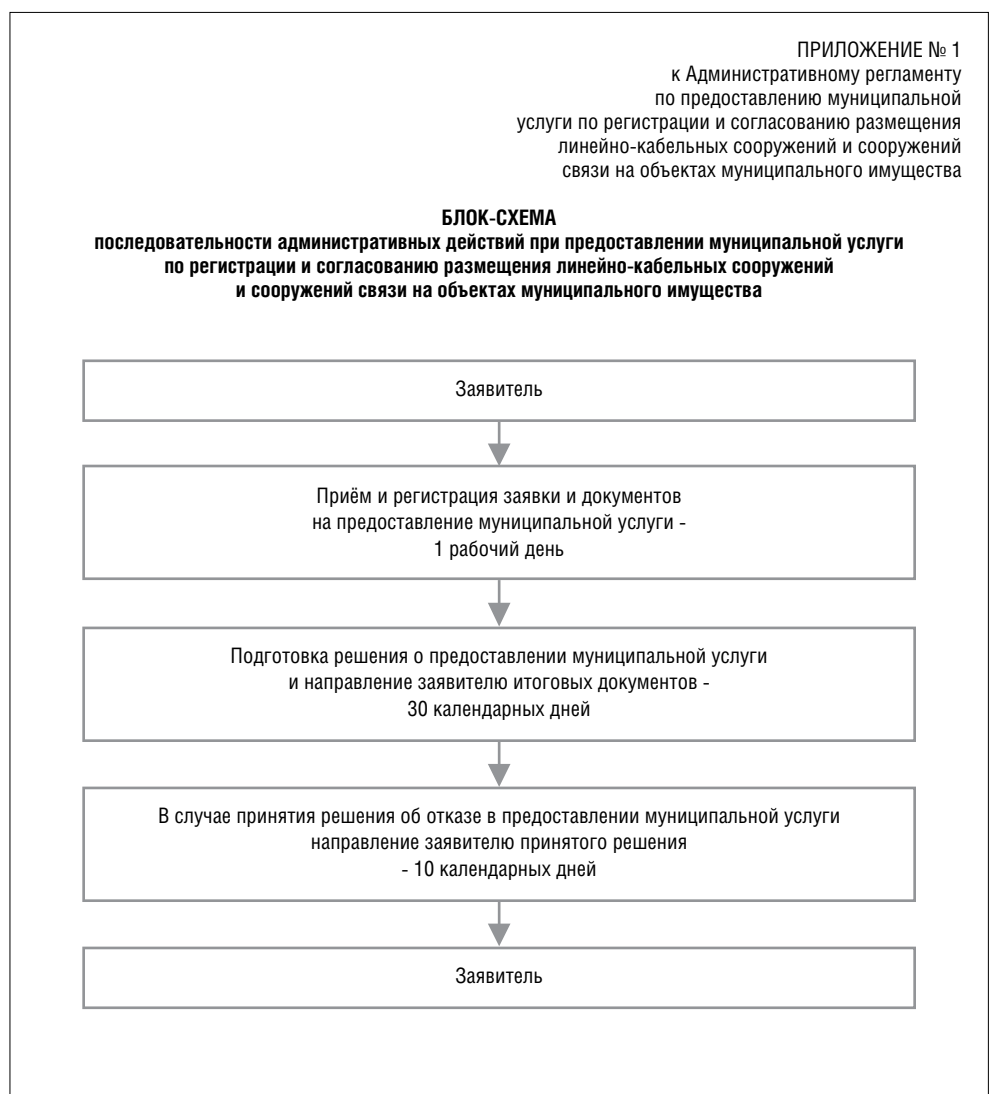 ПРИЛОЖЕНИЕ № 1
к Административному регламенту
по предоставлению муниципальной
услуги по регистрации и согласованию размещения
линейно-кабельных сооружений и сооружений
связи на объектах муниципального имущества
БЛОК-СХЕМА
последовательности административных действий при предоставлении муниципальной услуги
по регистрации и согласованию размещения линейно-кабельных сооружений
и сооружений связи на объектах муниципального имущества
Заявитель
Приём и регистрация заявки и документов
на предоставление муниципальной услуги -
1 рабочий день
Подготовка решения о предоставлении муниципальной услуги
и направление заявителю итоговых документов -
30 календарных дней
В случае принятия решения об отказе в предоставлении муниципальной услуги
направление заявителю принятого решения
- 10 календарных дней
Заявитель